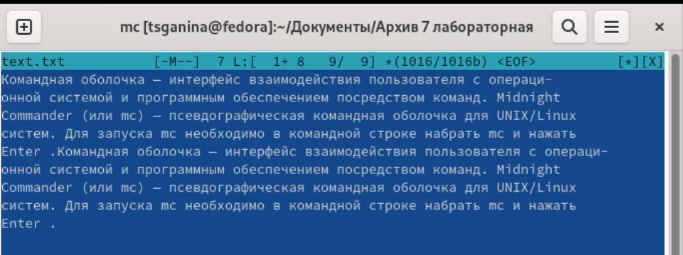 mc [tsganina@fedora]:~/Документы/Архив 7 лабораторная
text.txt [-M--] 7 L:[ 1+ 8 9/ 9] *(1016/1016b) <EOF> [*][X]
Командная оболочка — интерфейс взаимодействия пользователя с операци-
онной системой и программным обеспечением посредством команд. Midnight
Commander (или mc) — псевдографическая командная оболочка для UNIX/Linux
систем. Для запуска mc необходимо в командной строке набрать mc и нажать
Enter .Командная оболочка — интерфейс взаимодействия пользователя с операци-
онной системой и программным обеспечением посредством команд. Midnight
Commander (или mc) — псевдографическая командная оболочка для UNIX/Linux
систем. Для запуска mc необходимо в командной строке набрать mc и нажать
Enter .